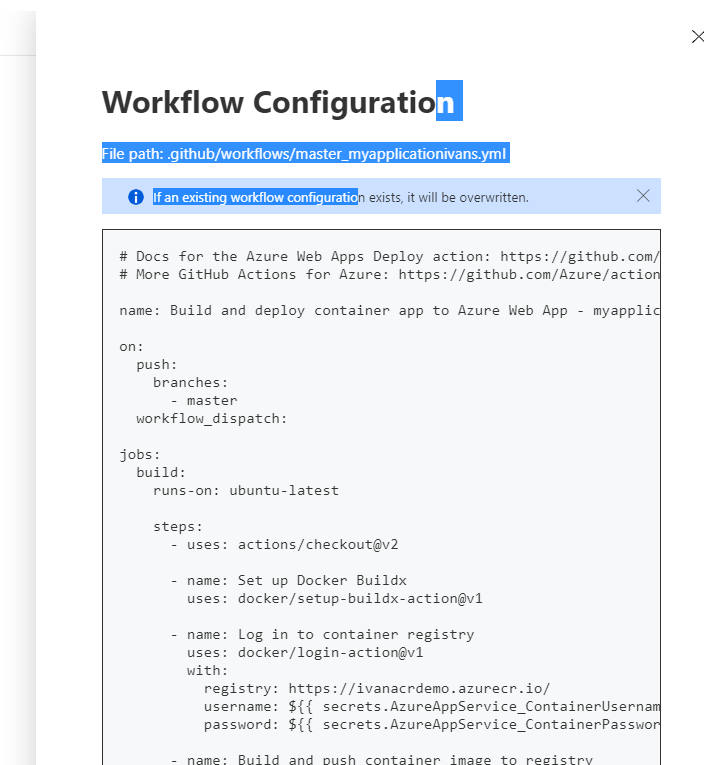 Workflow Configuration
File path: .github/workflows/master_myapplicationivans.yml
If an existing workflow configuration exists, it will be overwritten.
# Docs for the Azure Web Apps Deploy action: https://github.com/
# More GitHub Actions for Azure: https://github.com/Azure/action
name: Build and deploy container app to Azure Web App - myapplic
on:
push:
branches:
- master
workflow_dispatch:
jobs:
build:
runs-on: ubuntu-latest
steps:
- uses: actions/checkout@v2
- name: Set up Docker Buildx
uses: docker/setup-buildx-action@v1
- name: Log in to container registry
uses: docker/login-action@v1
with:
registry: https://ivanacrdemo.azurecr.io/
username: ${{ secrets.AzureAppService_ContainerUsernam
password: ${{ secrets.AzureAppService_ContainerPasswor
- name: Build and push container image to registry